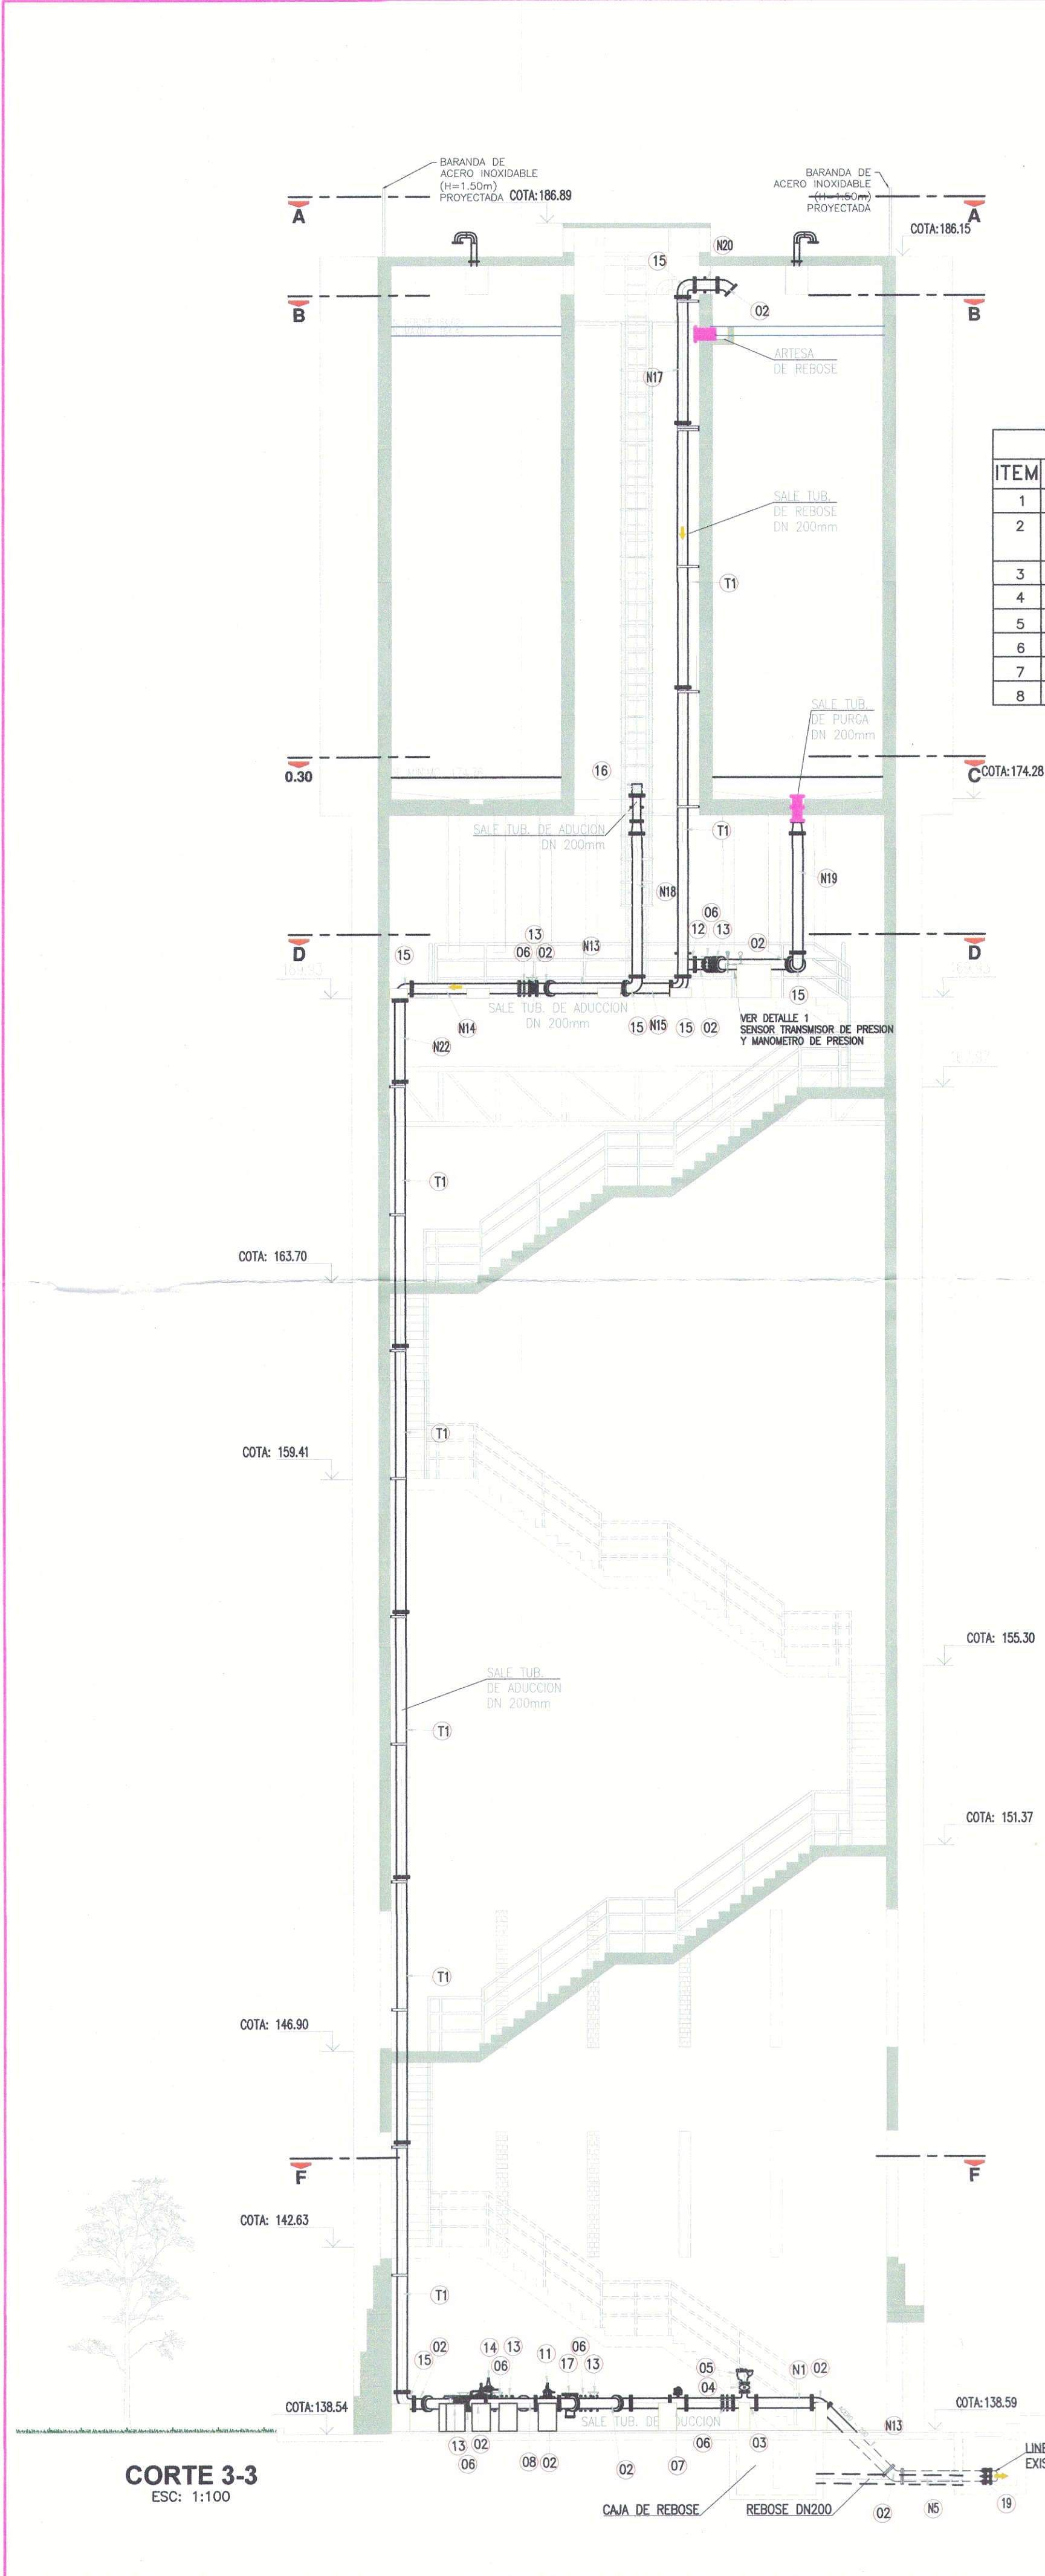 BARANDA DE
ACERO INOXIDABLE
(H=1.50m)
PROYECTADA
COTA:186.89
BARANDA DE
ACERO INOXIDABLE
(H=1.50m)
PROYECTADA
A
A
COTA:186.15
N20
15
02
B
B
ARTESA
DE REBOSE
N17
ITEM
1
2
3
4
5
6
7
8
SALE TUB.
DE REBOSE
DN 200mm
T1
SALE TUB.
DE PURGA
DN 200mm
0.30
16
C
COTA:174.28
SALE TUB. DE ADUCION
DN 200mm
T1
N19
N18
06
12
13
02
13
06
02
N13
D
D
15
169.93
SALE TUB. DE ADUCCION
DN 200mm
N14
15
N15
15
02
15
N22
VER DETALLE 1
SENSOR TRANSMISOR DE PRESION
Y MANOMETRO DE PRESION
T1
COTA: 163.70
T1
COTA: 159.41
COTA: 155.30
SALE TUB.
DE ADUCCION
DN 200mm
T1
COTA: 151.37
T1
COTA: 146.90
F
F
COTA: 142.63
T1
02
15
14
13
06
11
06
17
13
05
04
N1
02
COTA:138.54
COTA:138.59
SALE TUB. DE
N13
13
02
06
08
02
02
07
06
03
CORTE 3-3
ESC: 1:100
CAJA DE REBOSE
REBOSE DN200
02
N5
19
LINE
EXIS